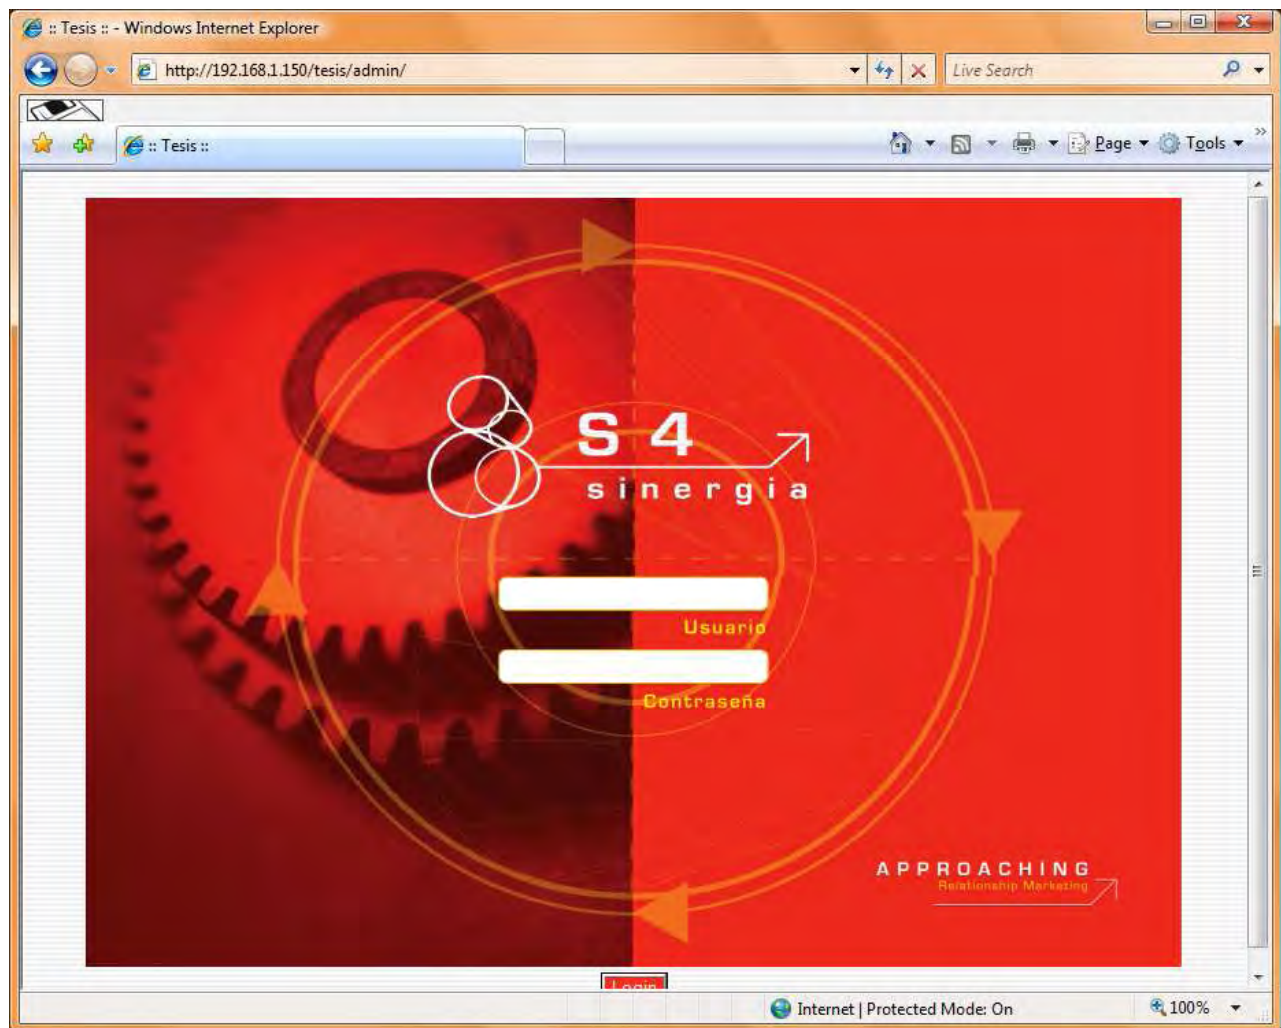 :: Tesis :: - Windows Internet Explorer
http://192.168.1.150/tesis/admin/
Live Search
:: Tesis ::
Page
Tools
S 4
sinergia
Usuario
Contraseña
APPROACHING
Relationship Marketing
Login
Internet | Protected Mode: On
100%